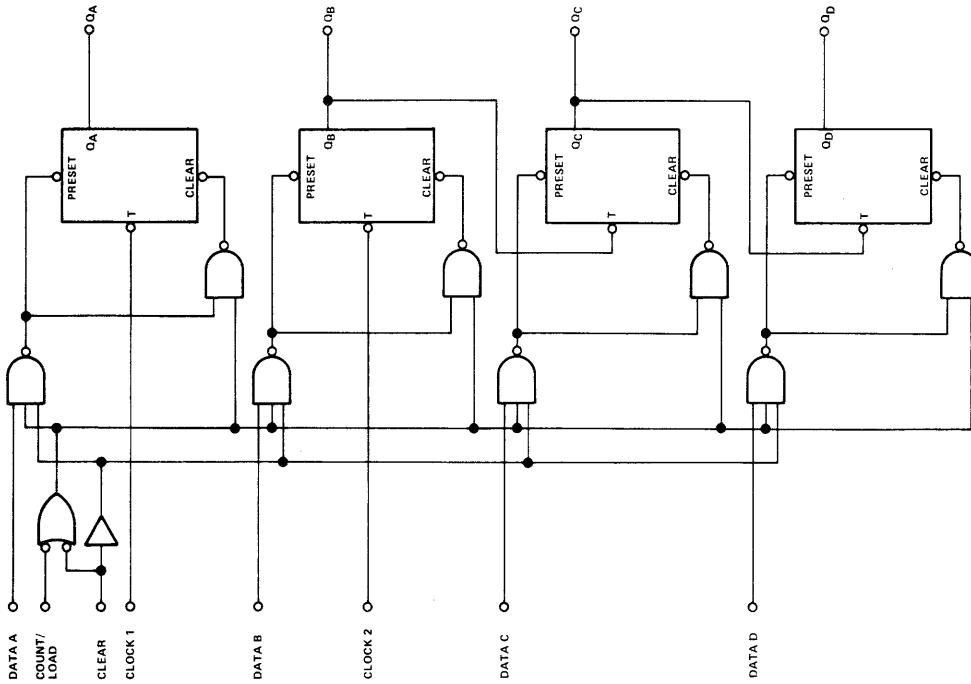 QA
QB
QC
QD
PRESET
QA
CLEAR
T
PRESET
QB
CLEAR
T
PRESET
QC
CLEAR
T
PRESET
QD
CLEAR
T
DATA A
COUNT/
LOAD
CLEAR
CLOCK 1
DATA B
CLOCK 2
DATA C
DATA D